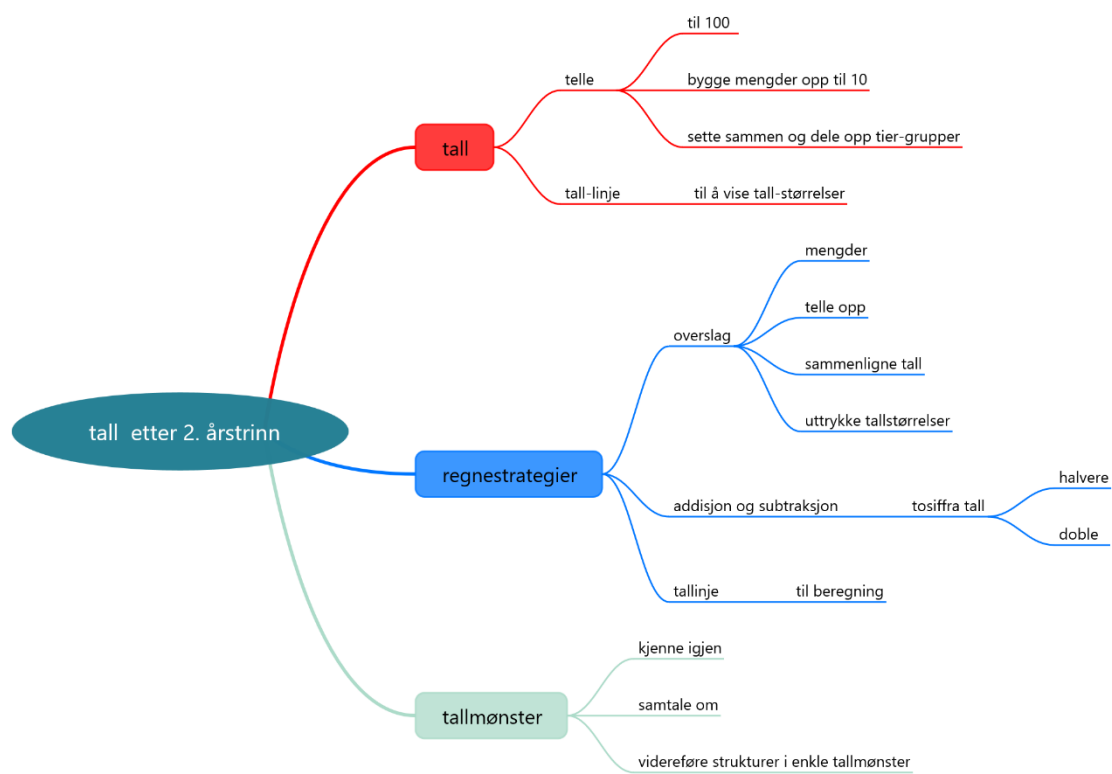 tall etter 2. årstrinn
tall
telle
til 100
bygge mengder opp til 10
sette sammen og dele opp tier-grupper
tall-linje
til å vise tall-størrelser
regnestrategier
overslag
mengder
telle opp
sammenligne tall
uttrykke tallstørrelser
addisjon og subtraksjon
tosiffra tall
halvere
doble
tallinje
til beregning
tallmønster
kjenne igjen
samtale om
videreføre strukturer i enkle tallmønster